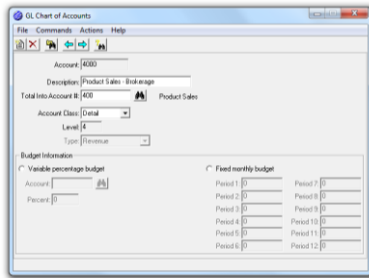 GL Chart of Accounts
File Commands Actions Help
Account: 4000
Description: Product Sales - Brokerage
Total Into Account #: 400 Product Sales
Account Class: Detail
Level: 4
Type: Revenue
Budget Information
Variable percentage budget
Fixed monthly budget
Account:
Percent: 0
Period 1: 0 Period 7: 0
Period 2: 0 Period 8: 0
Period 3: 0 Period 9: 0
Period 4: 0 Period 10: 0
Period 5: 0 Period 11: 0
Period 6: 0 Period 12: 0